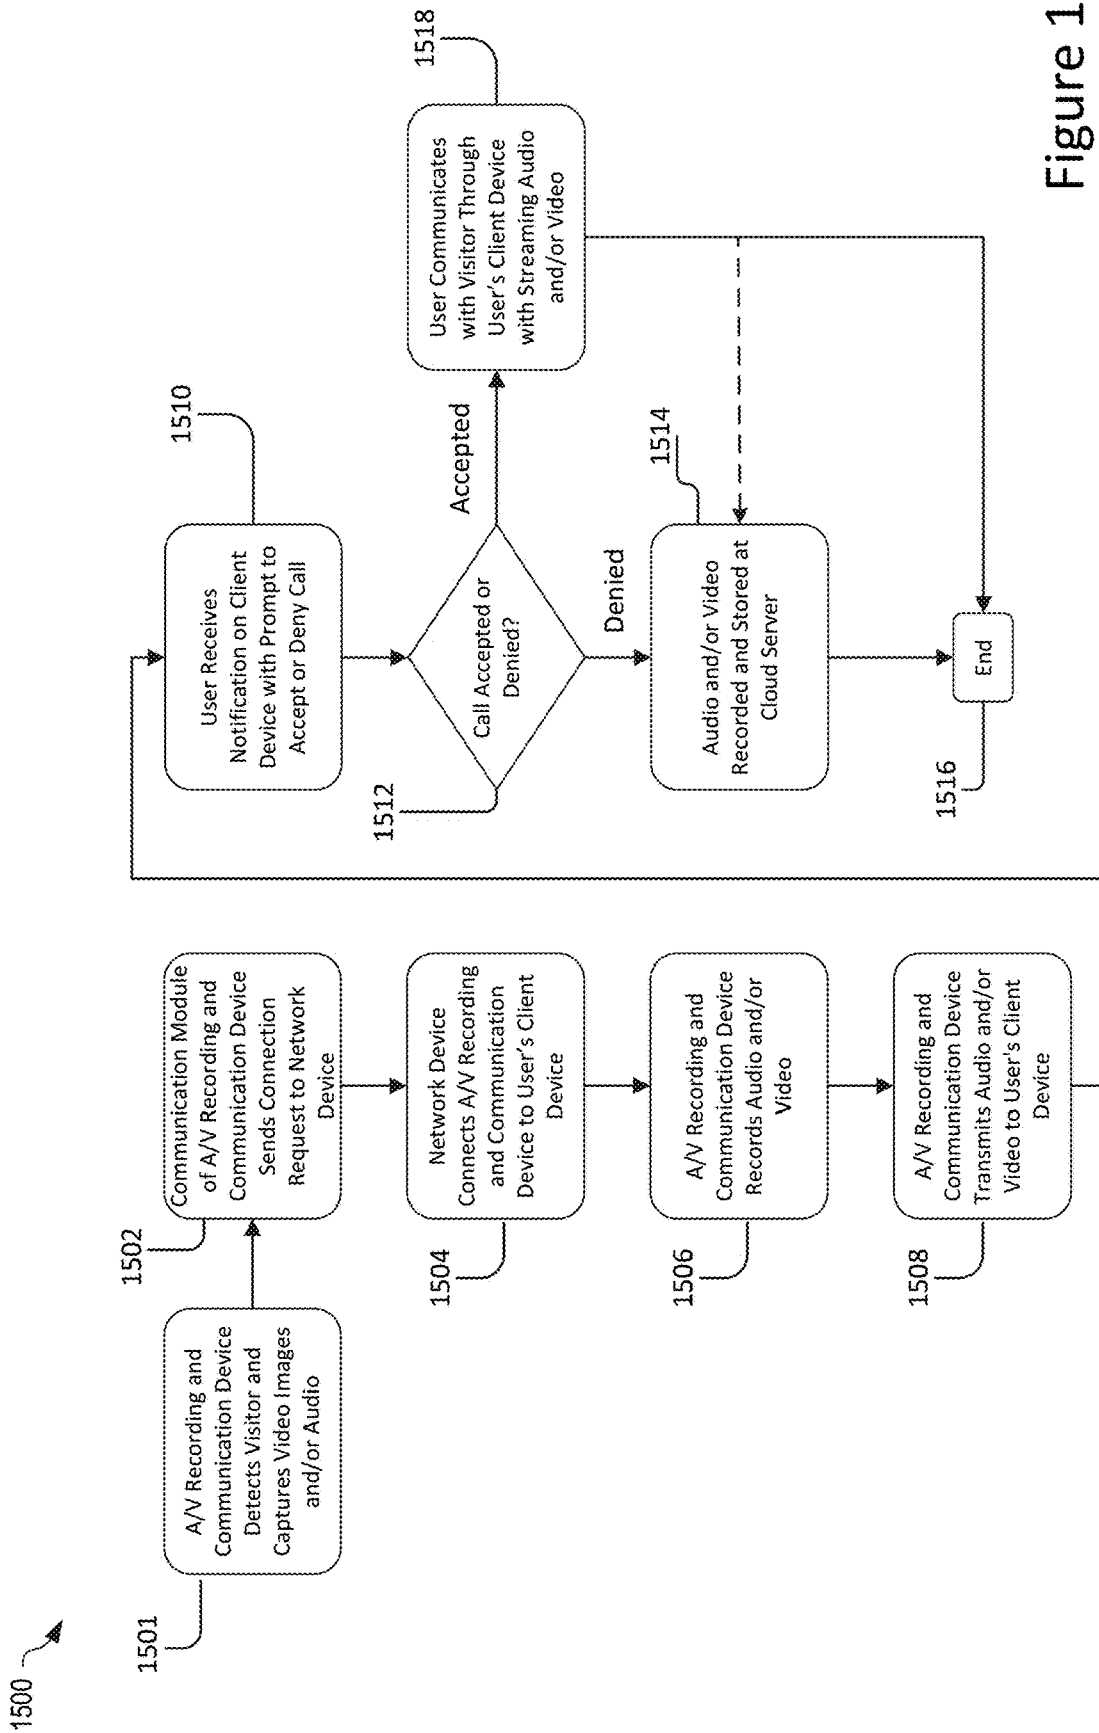 1500
1501
A/V Recording and
Communication Device
Detects Visitor and
Captures Video Images
and/or Audio
1502
Communication Module
of A/V Recording and
Communication Device
Sends Connection
Request to Network
Device
1504
Network Device
Connects A/V Recording
and Communication
Device to User's Client
Device
1506
A/V Recording and
Communication Device
Records Audio and/or
Video
1508
A/V Recording and
Communication Device
Transmits Audio and/or
Video to User's Client
Device
1510
User Receives
Notification on Client
Device with Prompt to
Accept or Deny Call
1512
Call Accepted or
Denied?
Accepted
Denied
1514
Audio and/or Video
Recorded and Stored at
Cloud Server
1516
End
1518
User Communicates
with Visitor Through
User's Client Device
with Streaming Audio
and/or Video
Figure 1